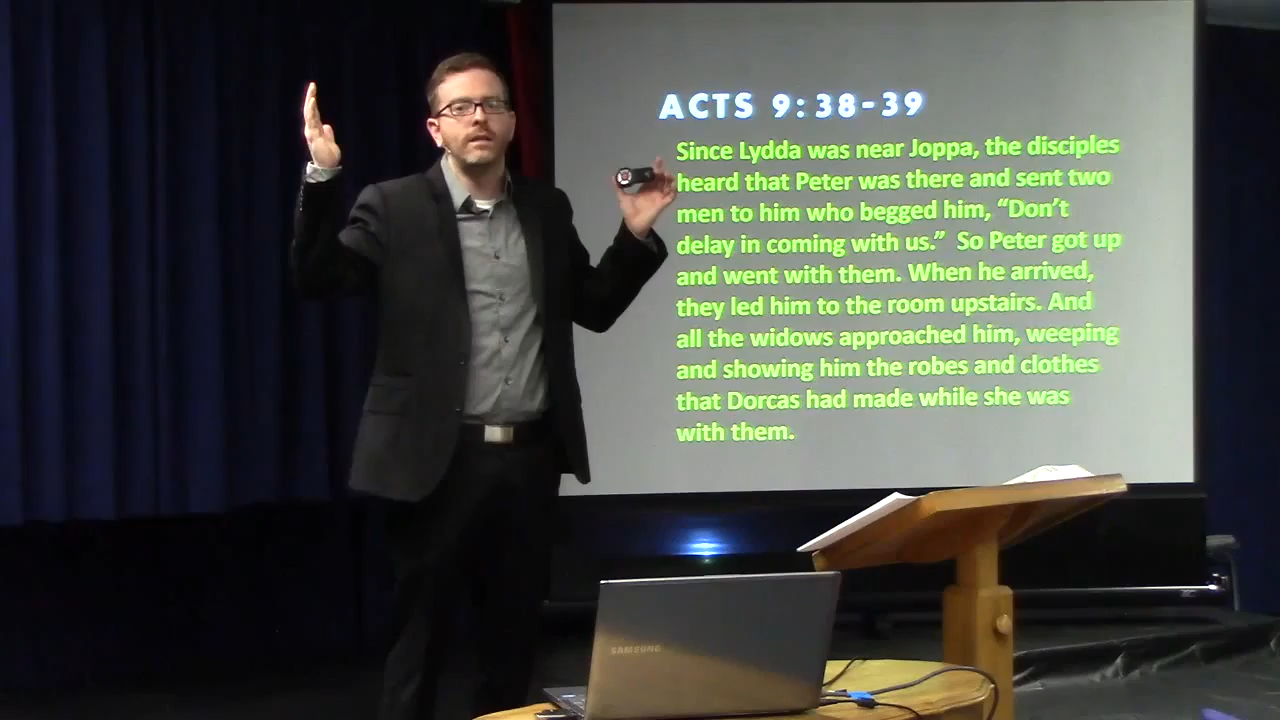 ACTS 9:38-39
Since Lydda was near Joppa, the disciples
heard that Peter was there and sent two
men to him who begged him, “Don’t
delay in coming with us.”  So Peter got up
and went with them. When he arrived,
they led him to the room upstairs. And
all the widows approached him, weeping
and showing him the robes and clothes
that Dorcas had made while she was
with them.
SAMSUNG